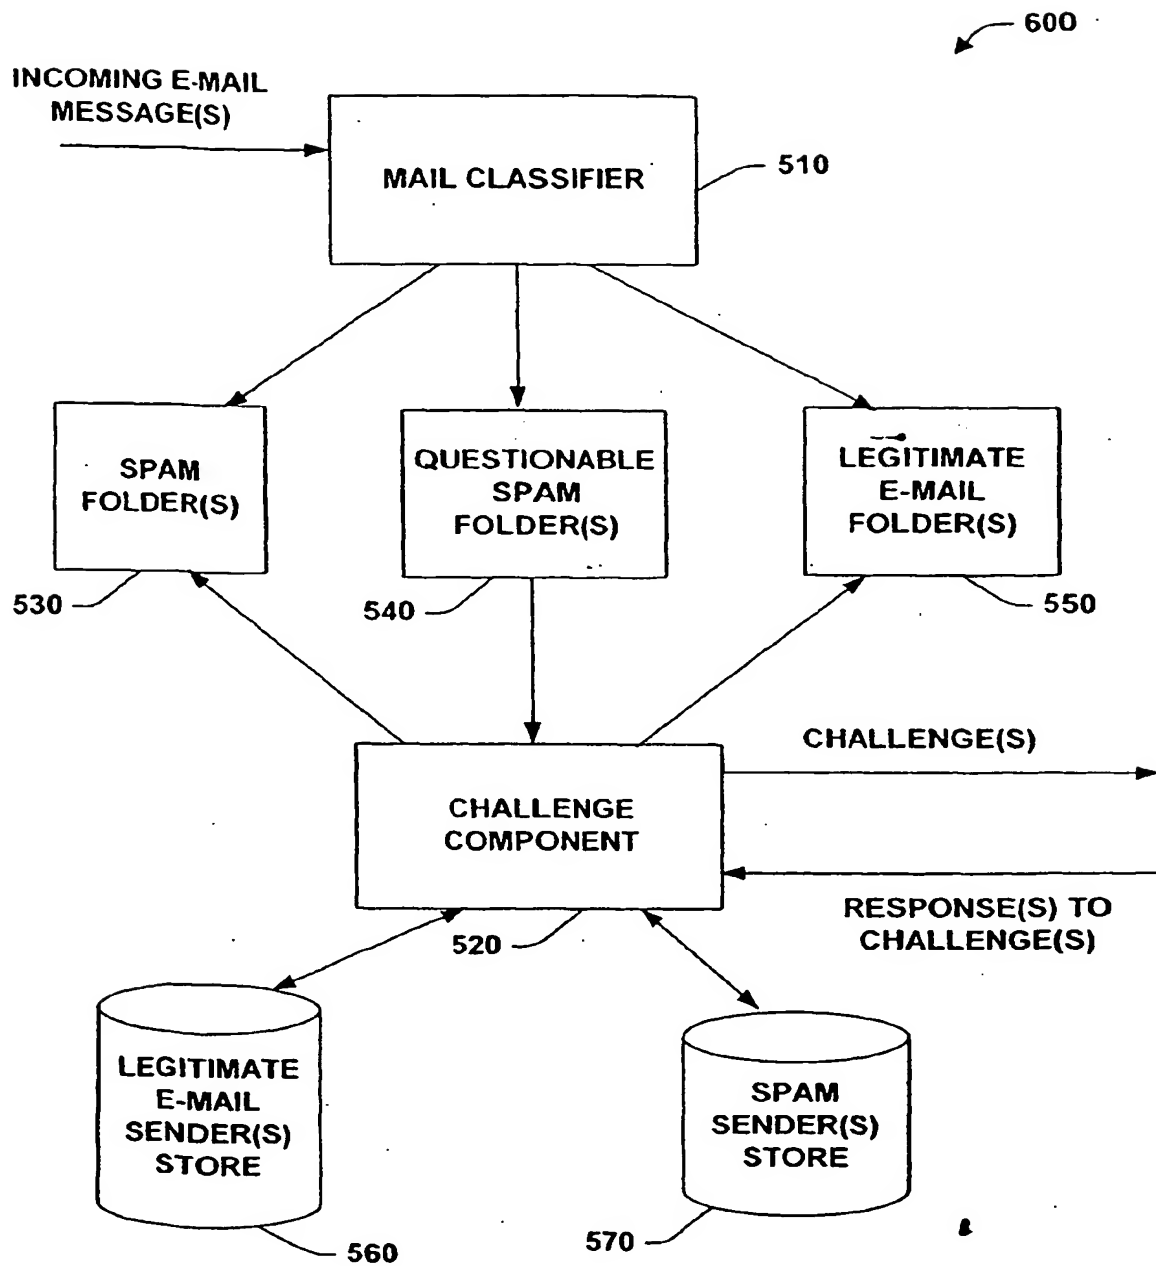 600
INCOMING E-MAIL
MESSAGE(S)
MAIL CLASSIFIER
510
SPAM
FOLDER(S)
530
QUESTIONABLE
SPAM
FOLDER(S)
540
LEGITIMATE
E-MAIL
FOLDER(S)
550
CHALLENGE(S)
CHALLENGE
COMPONENT
520
RESPONSE(S) TO
CHALLENGE(S)
LEGITIMATE
E-MAIL
SENDER(S)
STORE
560
SPAM
SENDER(S)
STORE
570